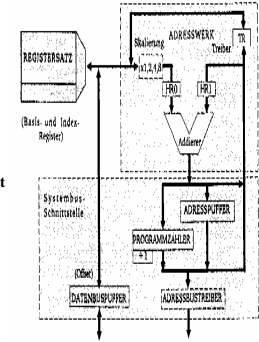 Skalierung
ADRESSWERK
TR
Treiber
REGISTERSATZ
x1,2,4,8
HR0
HR1
(Basis- und Index-
Register)
Addierer
t
Systembus-
Schnittstelle
ADRESSPUFFER
PROGRAMMZÄHLER
+1
(Offset)
DATENBUSPUFFER
ADRESSBUSTREIBER